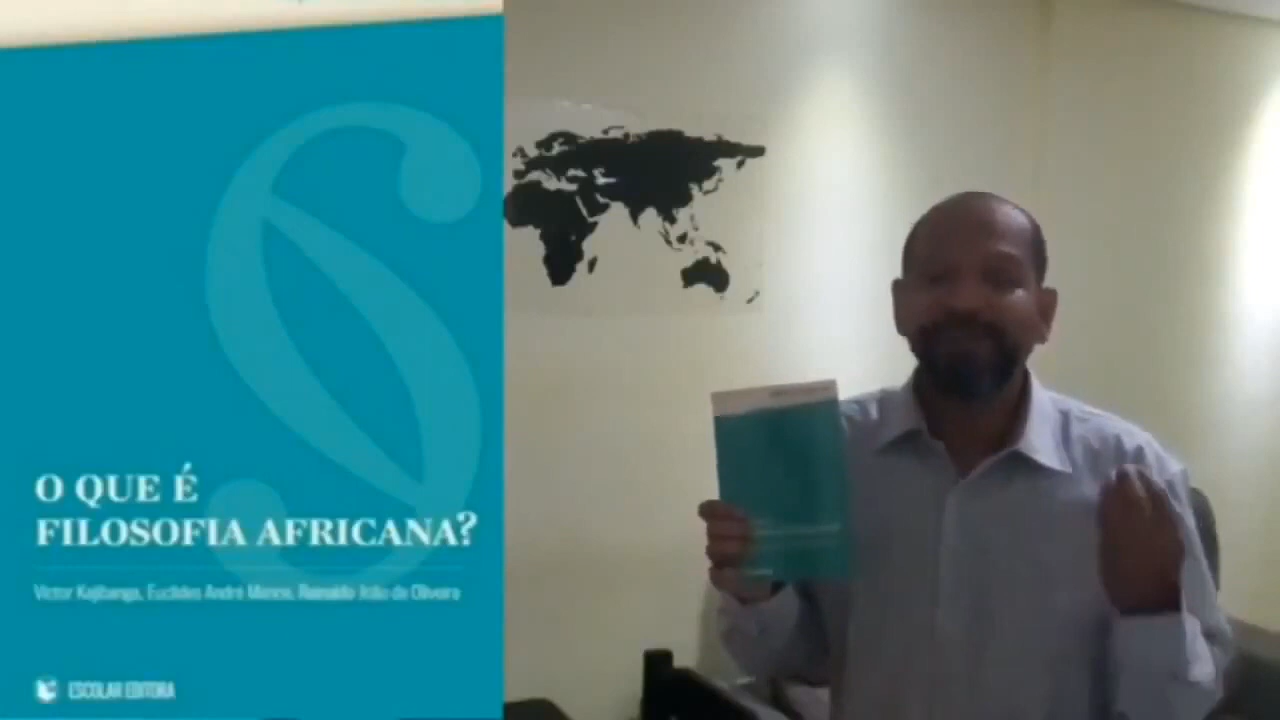 O QUE É
FILOSOFIA AFRICANA?
Victor Kajibanga, Euclides André Mance, Reinaldo João de Oliveira
ESCOLAR EDITORA